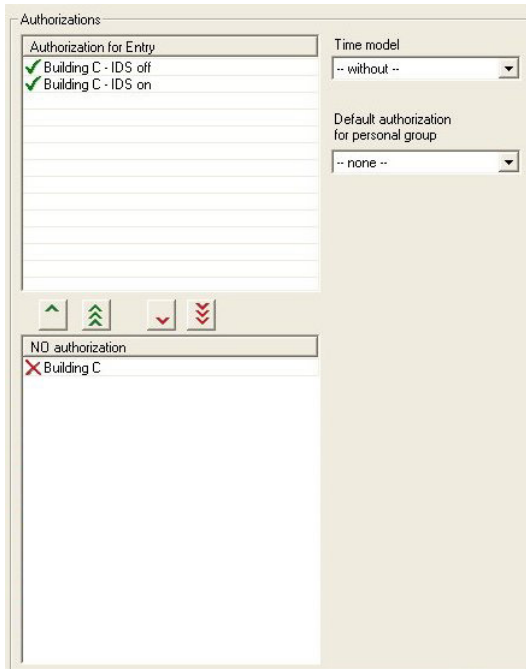 Authorizations
Authorization for Entry
Building C - IDS off
Building C - IDS on
Time model
-- without --
Default authorization
for personal group
-- none --
NO authorization
Building C